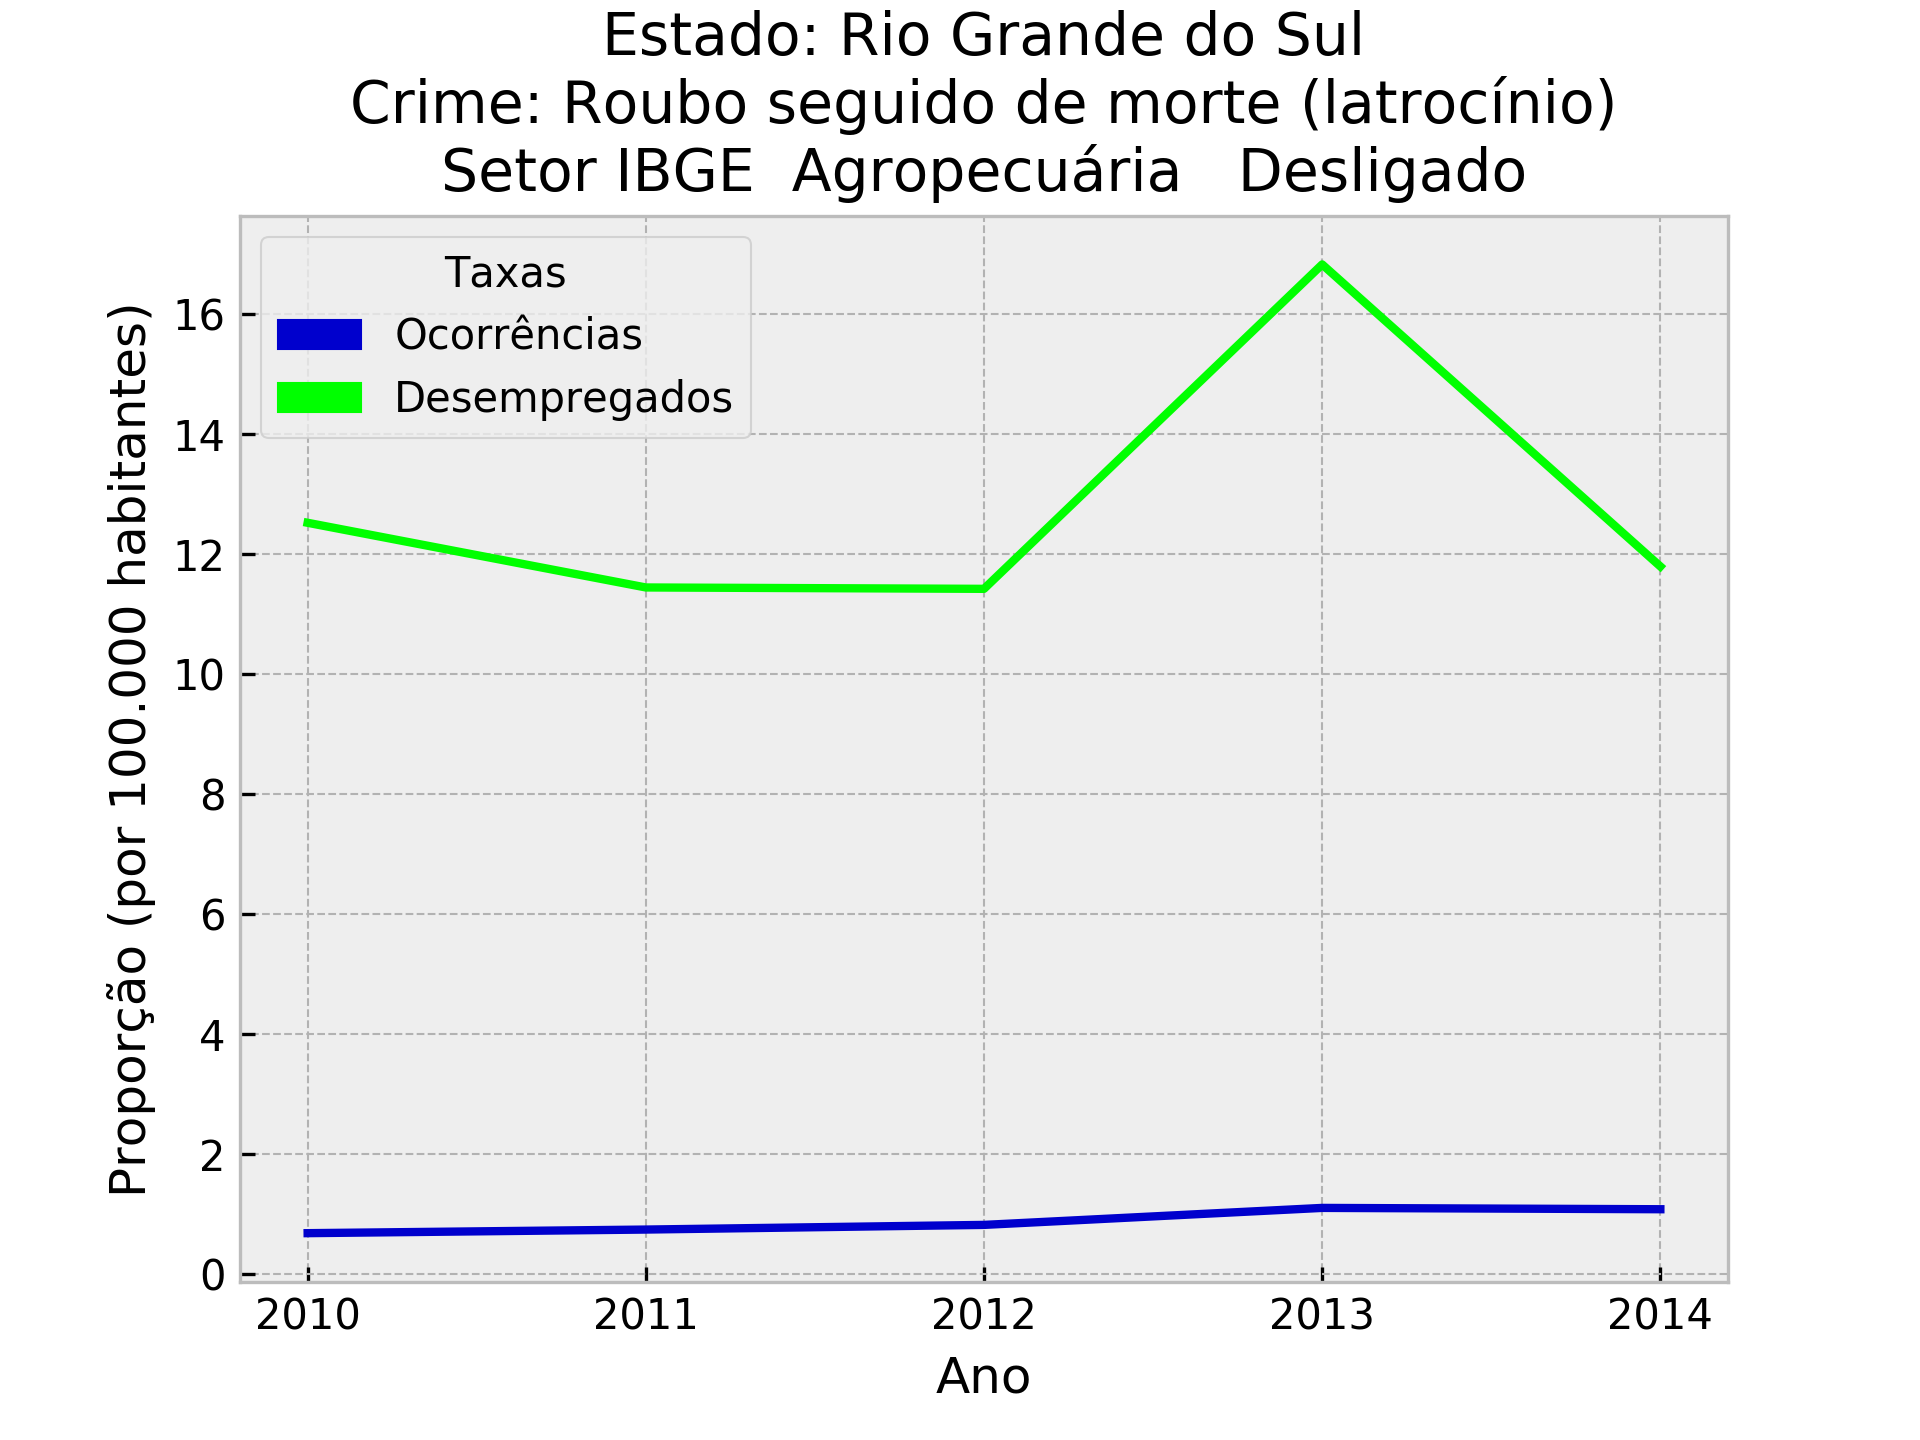 Estado: Rio Grande do Sul
Crime: Roubo seguido de morte (latrocínio)
Setor IBGE  Agropecuária   Desligado
Taxas
Ocorrências
Desempregados
Proporção (por 100.000 habitantes)
16
14
12
10
8
6
4
2
0
2010 2011 2012 2013 2014
Ano